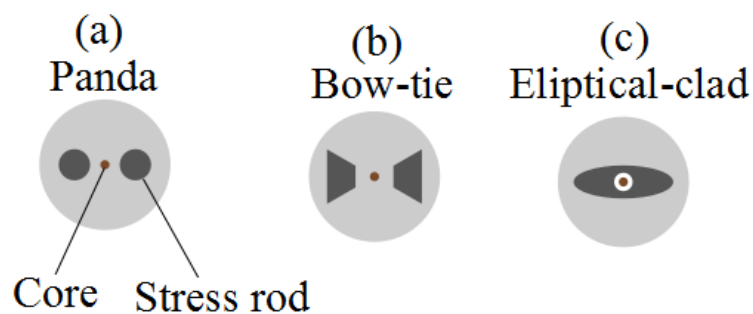 (a)
Panda
(b)
Bow-tie
(c)
Eliptical-clad
Core
Stress rod